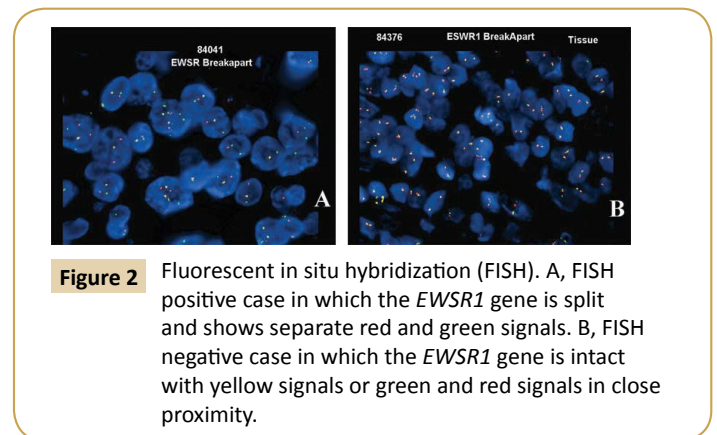 84041
EWSR Breakapart
A
84376 ESWR1 BreakApart Tissue
B
Figure 2 Fluorescent in situ hybridization (FISH). A, FISH
positive case in which the EWSR1 gene is split
and shows separate red and green signals. B, FISH
negative case in which the EWSR1 gene is intact
with yellow signals or green and red signals in close
proximity.